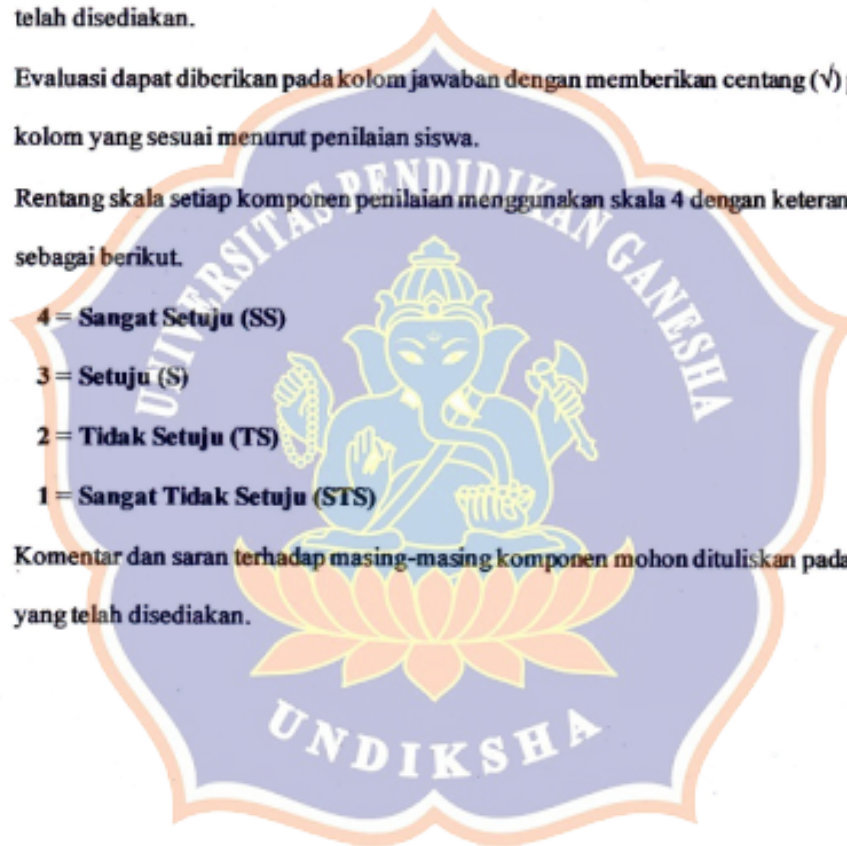 telah disediakan.
Evaluasi dapat diberikan pada kolom jawaban dengan memberikan centang (√)
kolom yang sesuai menurut penilaian siswa.
Rentang skala setiap komponen penilaian menggunakan skala 4 dengan keteran
sebagai berikut.
4 = Sangat Setuju (SS)
3 = Setuju (S)
2 = Tidak Setuju (TS)
1 = Sangat Tidak Setuju (STS)
Komentar dan saran terhadap masing-masing komponen mohon dituliskan pada
yang telah disediakan.
UNIVERSITAS PENDIDIKAN GANESHA
UNDIKSHA